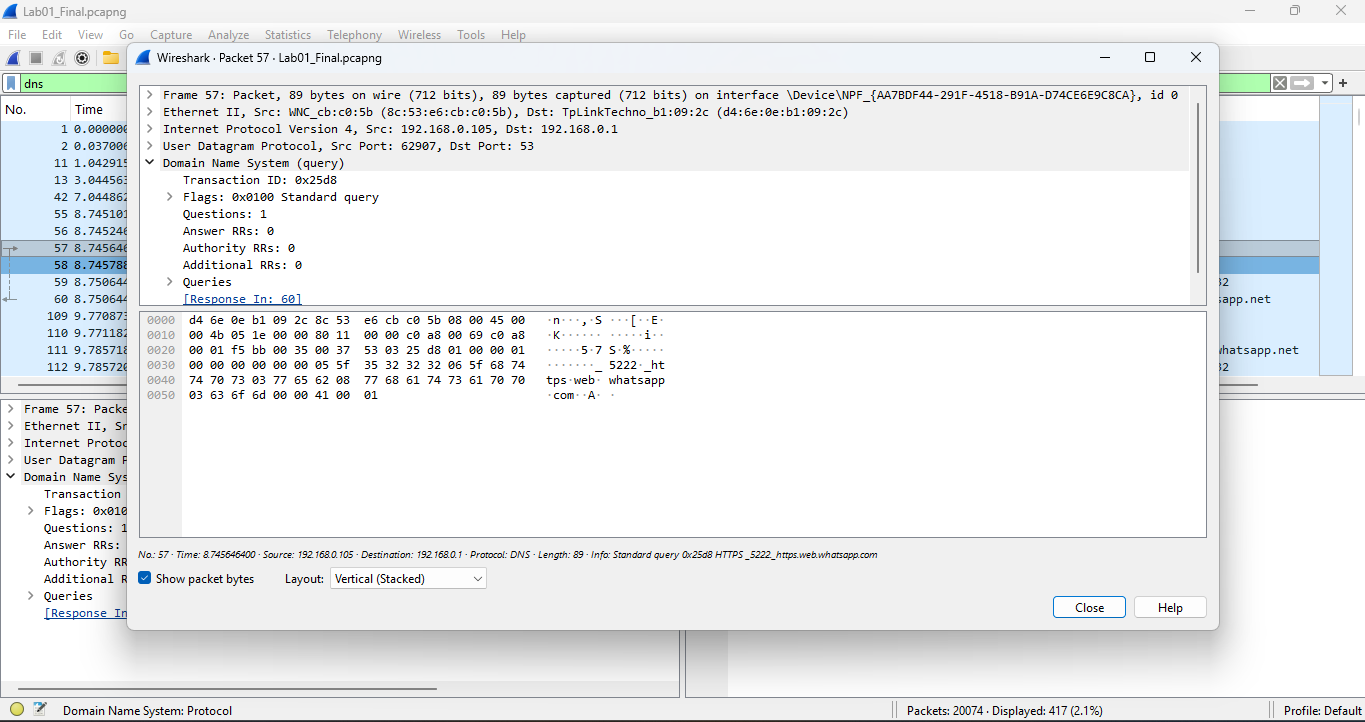 Lab01_Final.pcapng
File Edit View Go Capture Analyze Statistics Telephony Wireless Tools Help
dns
No. Time
1 0.000000
2 0.037006
11 1.042915
13 3.044563
42 7.044862
55 8.745101
56 8.745246
57 8.745646
58 8.745788
59 8.750644
60 8.750644
109 9.770873
110 9.771182
111 9.785718
112 9.785720
32
sapp.net
whatsapp.net
32
Wireshark · Packet 57 · Lab01_Final.pcapng
Frame 57: Packet, 89 bytes on wire (712 bits), 89 bytes captured (712 bits) on interface \Device\NPF_{AA7BDF44-291F-4518-B91A-D74CE6E9C8CA}, id 0
Ethernet II, Src: WNC_cb:c0:5b (8c:53:e6:cb:c0:5b), Dst: TpLinkTechno_b1:09:2c (d4:6e:0e:b1:09:2c)
Internet Protocol Version 4, Src: 192.168.0.105, Dst: 192.168.0.1
User Datagram Protocol, Src Port: 62907, Dst Port: 53
Domain Name System (query)
Transaction ID: 0x25d8
Flags: 0x0100 Standard query
Questions: 1
Answer RRs: 0
Authority RRs: 0
Additional RRs: 0
Queries
[Response In: 60]
0000 d4 6e 0e b1 09 2c 8c 53 e6 cb c0 5b 08 00 45 00 ·n···,·S ···[··E·
0010 00 4b 05 1e 00 00 80 11 00 00 c0 a8 00 69 c0 a8 ·K······ ·····i··
0020 00 01 f5 bb 00 35 00 37 53 03 25 d8 01 00 00 01 ·····5·7 S·%·····
0030 00 00 00 00 00 00 05 5f 35 32 32 32 06 5f 68 74 ·······_ 5222·_ht
0040 74 70 73 03 77 65 62 08 77 68 61 74 73 61 70 70 tps·web· whatsapp
0050 03 63 6f 6d 00 00 41 00 01 ·com··A· ·
No.: 57 · Time: 8.745646400 · Source: 192.168.0.105 · Destination: 192.168.0.1 · Protocol: DNS · Length: 89 · Info: Standard query 0x25d8 HTTPS _5222._https.web.whatsapp.com
Show packet bytes Layout: Vertical (Stacked)
Close Help
Frame 57: Packe
Ethernet II, Sr
Internet Protoc
User Datagram P
Domain Name Sys
Transaction
Flags: 0x010
Questions: 1
Answer RRs:
Authority RR
Additional R
Queries
[Response In
Domain Name System: Protocol
Packets: 20074 · Displayed: 417 (2.1%)
Profile: Default